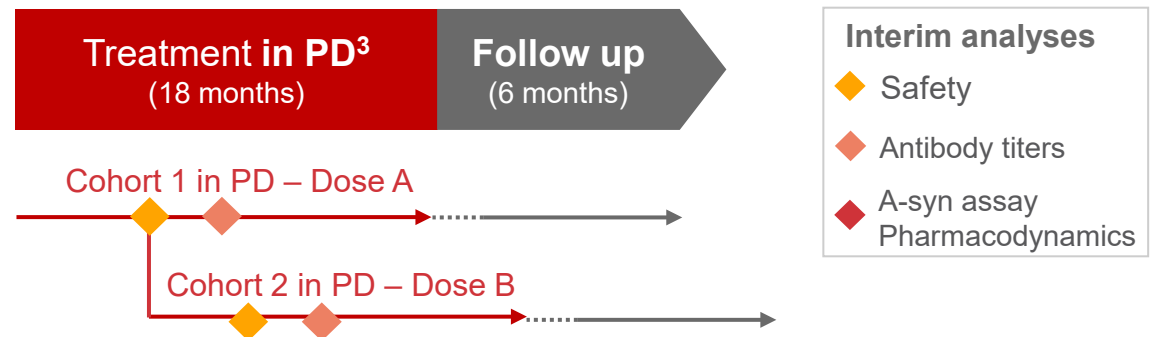 Treatment in PD³
(18 months)
Follow up
(6 months)
Cohort 1 in PD – Dose A
Cohort 2 in PD – Dose B
Interim analyses
Safety
Antibody titers
A-syn assay
Pharmacodynamics